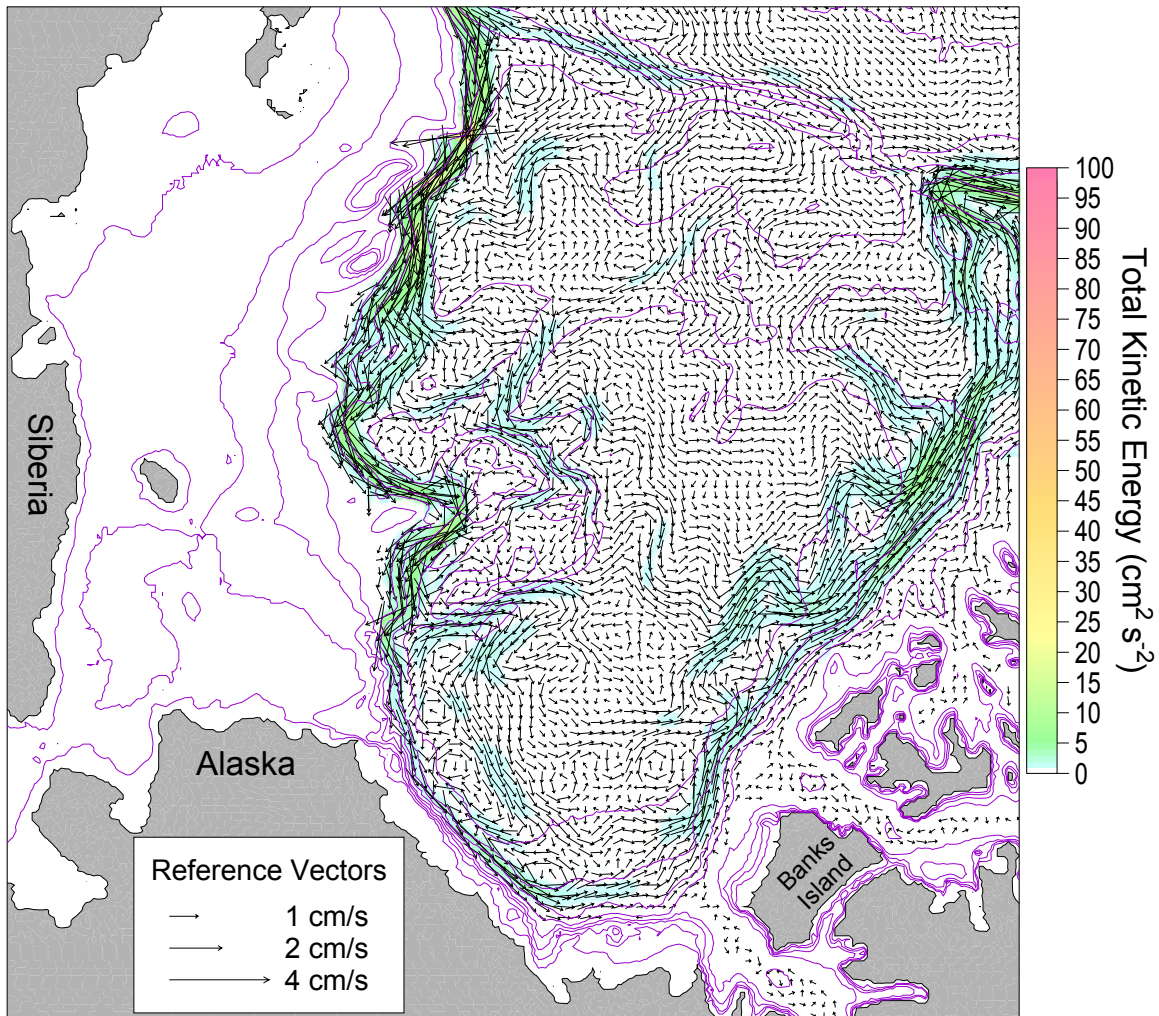 Siberia
Alaska
Banks
Island
Reference Vectors
1 cm/s
2 cm/s
4 cm/s
100
95
90
85
80
75
70
65
60
55
50
45
40
35
30
25
20
15
10
5
0
Total Kinetic Energy (cm² s⁻²)